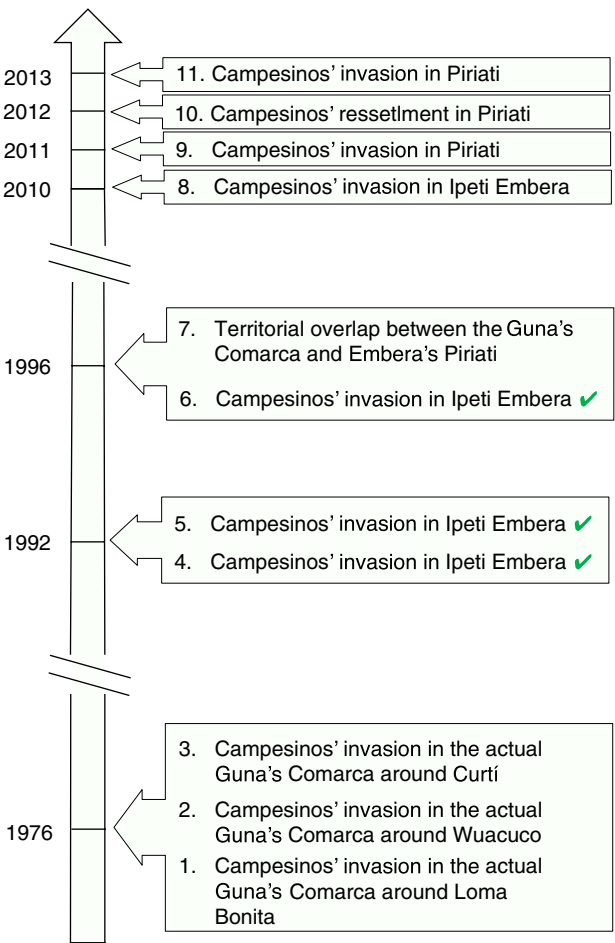 2013
11. Campesinos' invasion in Piriati
2012
10. Campesinos' ressetlment in Piriati
2011
9. Campesinos' invasion in Piriati
2010
8. Campesinos' invasion in Ipeti Embera
1996
7. Territorial overlap between the Guna's
Comarca and Embera's Piriati
6. Campesinos' invasion in Ipeti Embera ✔
1992
5. Campesinos' invasion in Ipeti Embera ✔
4. Campesinos' invasion in Ipeti Embera ✔
1976
3. Campesinos' invasion in the actual
Guna's Comarca around Curtí
2. Campesinos' invasion in the actual
Guna's Comarca around Wuacuco
1. Campesinos' invasion in the actual
Guna's Comarca around Loma
Bonita